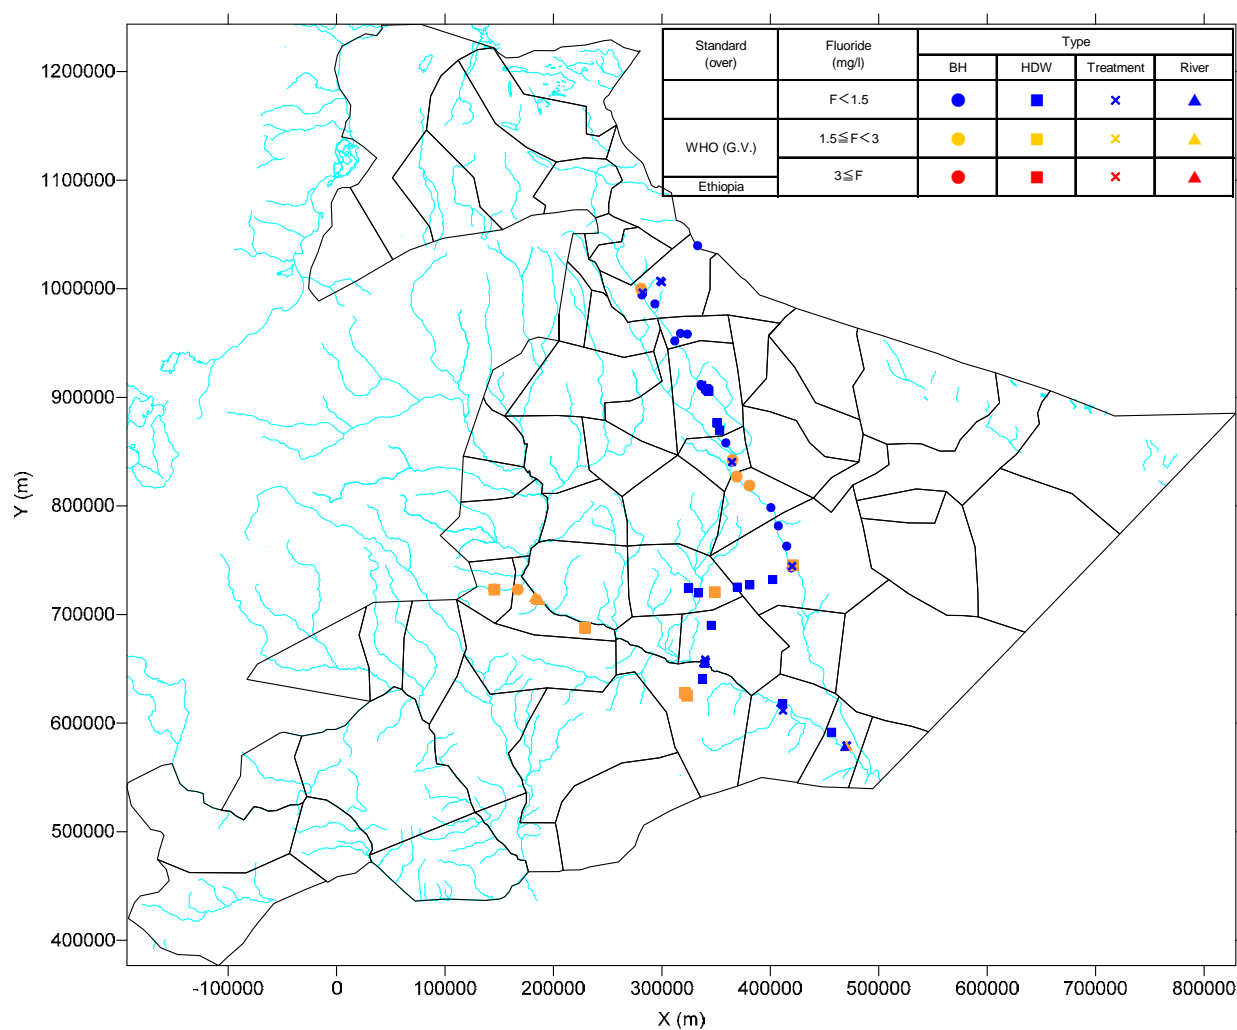 Standard
(over)
Fluoride
(mg/l)
Type
BH
HDW
Treatment
River
F<1.5
WHO (G.V.)
1.5≦F<3
Ethiopia
3≦F
1200000
1100000
1000000
900000
800000
700000
600000
500000
400000
Y (m)
-100000 0 100000 200000 300000 400000 500000 600000 700000 800000
X (m)